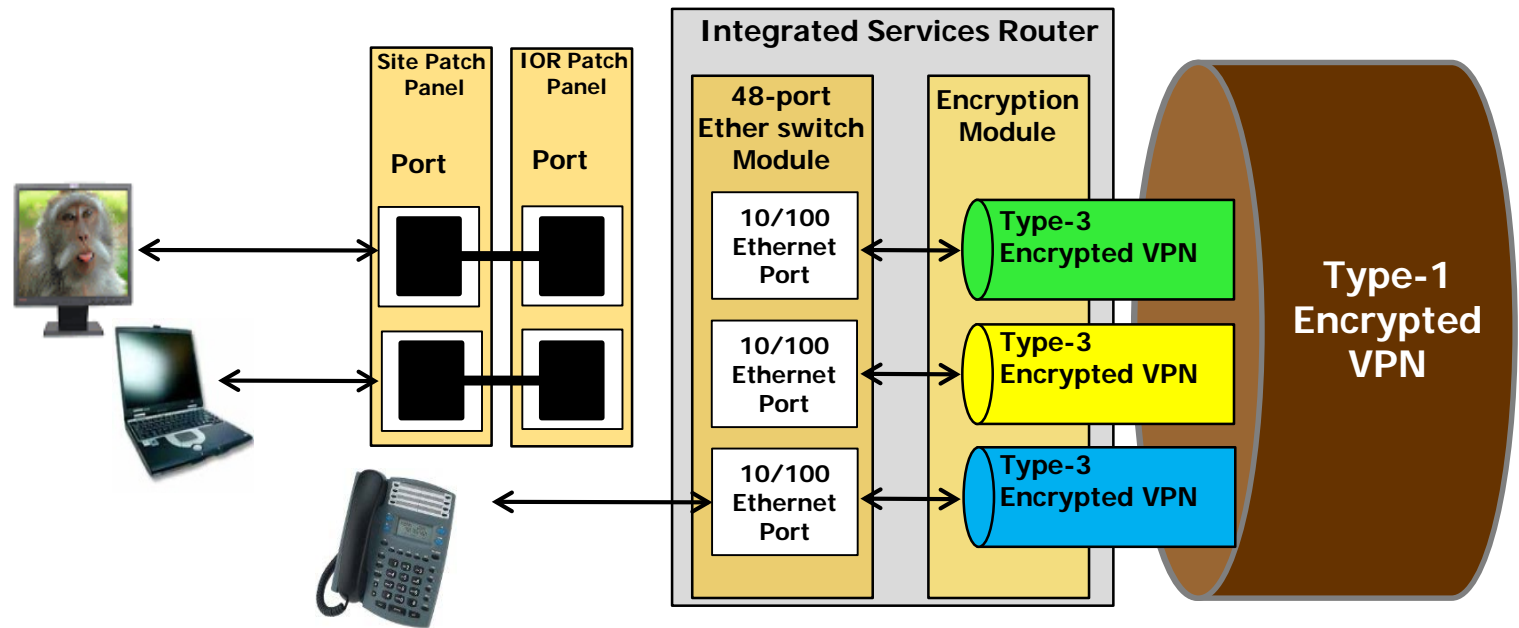 Integrated Services Router
Site Patch
Panel
IOR Patch
Panel
Port
Port
48-port
Ether switch
Module
Encryption
Module
10/100
Ethernet
Port
Type-3
Encrypted VPN
10/100
Ethernet
Port
Type-3
Encrypted VPN
10/100
Ethernet
Port
Type-3
Encrypted VPN
Type-1
Encrypted
VPN